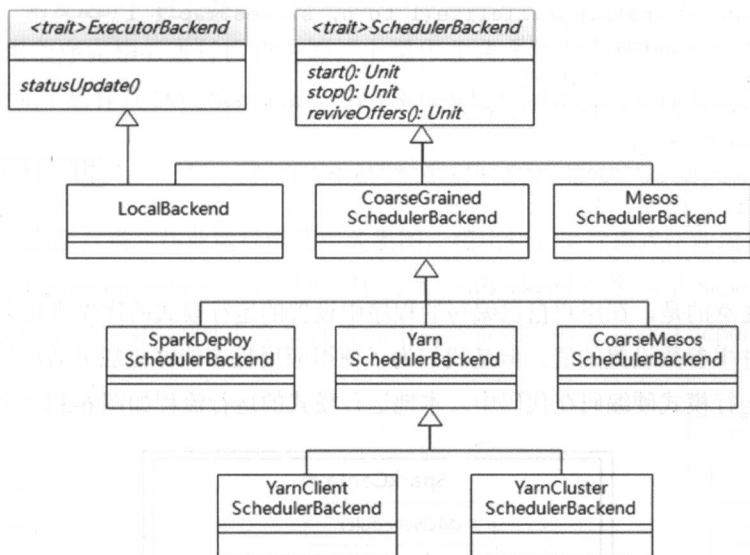 <trait>ExecutorBackend
statusUpdate()
<trait>SchedulerBackend
start(): Unit
stop(): Unit
reviveOffers(): Unit
LocalBackend
CoarseGrained
SchedulerBackend
Mesos
SchedulerBackend
SparkDeploy
SchedulerBackend
Yarn
SchedulerBackend
CoarseMesos
SchedulerBackend
YarnClient
SchedulerBackend
YarnCluster
SchedulerBackend